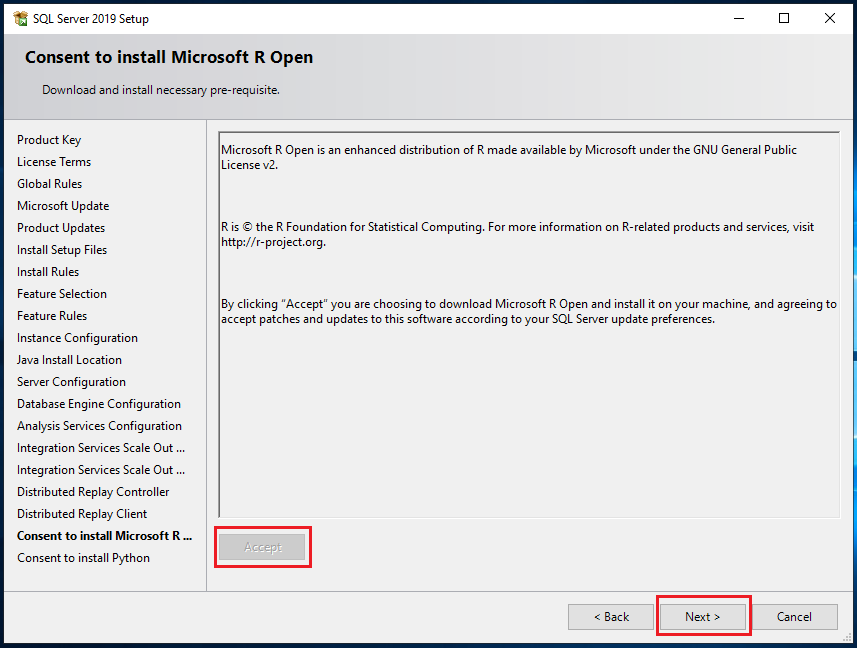 SQL Server 2019 Setup
Consent to install Microsoft R Open
Download and install necessary pre-requisite.
Product Key
License Terms
Global Rules
Microsoft Update
Product Updates
Install Setup Files
Install Rules
Feature Selection
Feature Rules
Instance Configuration
Java Install Location
Server Configuration
Database Engine Configuration
Analysis Services Configuration
Integration Services Scale Out ...
Integration Services Scale Out ...
Distributed Replay Controller
Distributed Replay Client
Consent to install Microsoft R ...
Consent to install Python
Microsoft R Open is an enhanced distribution of R made available by Microsoft under the GNU General Public
License v2.
R is © the R Foundation for Statistical Computing. For more information on R-related products and services, visit
http://r-project.org.
By clicking “Accept” you are choosing to download Microsoft R Open and install it on your machine, and agreeing to
accept patches and updates to this software according to your SQL Server update preferences.
Accept
< Back
Next >
Cancel